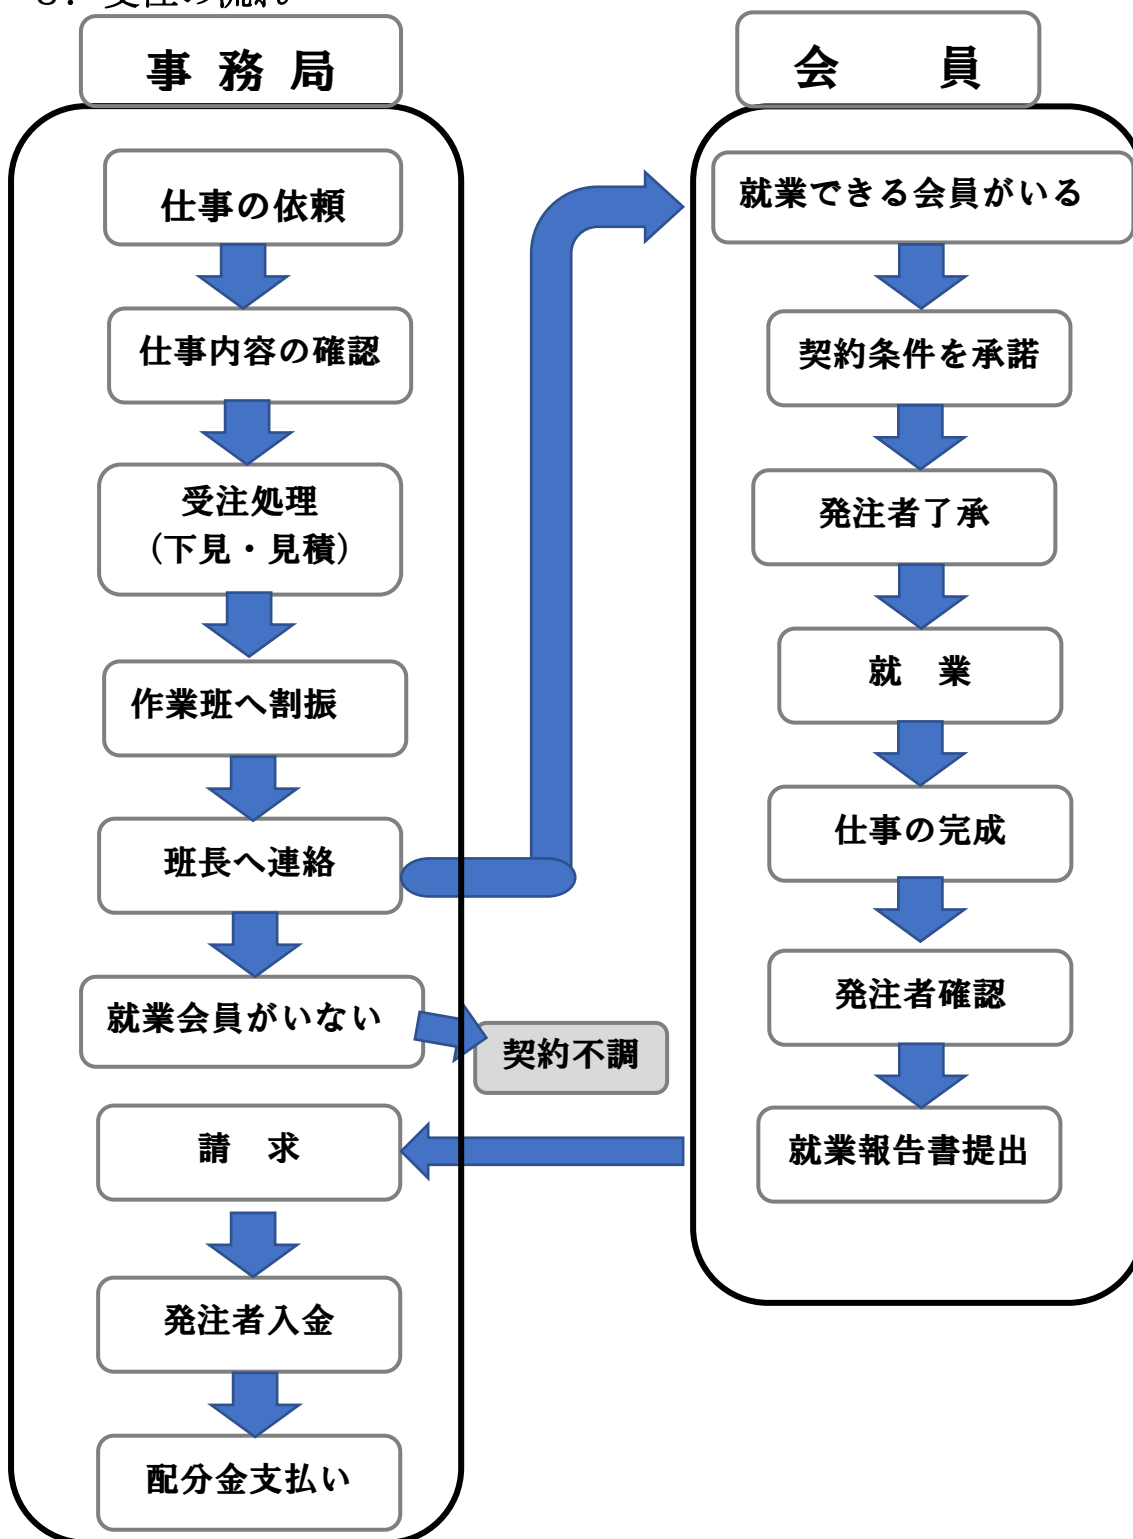 受注の流れ
事 務 局
仕事の依頼
仕事内容の確認
受注処理
(下見・見積)
作業班へ割振
班長へ連絡
就業会員がいない
契約不調
請　求
発注者入金
配分金支払い
会　　員
就業できる会員がいる
契約条件を承諾
発注者了承
就　業
仕事の完成
発注者確認
就業報告書提出